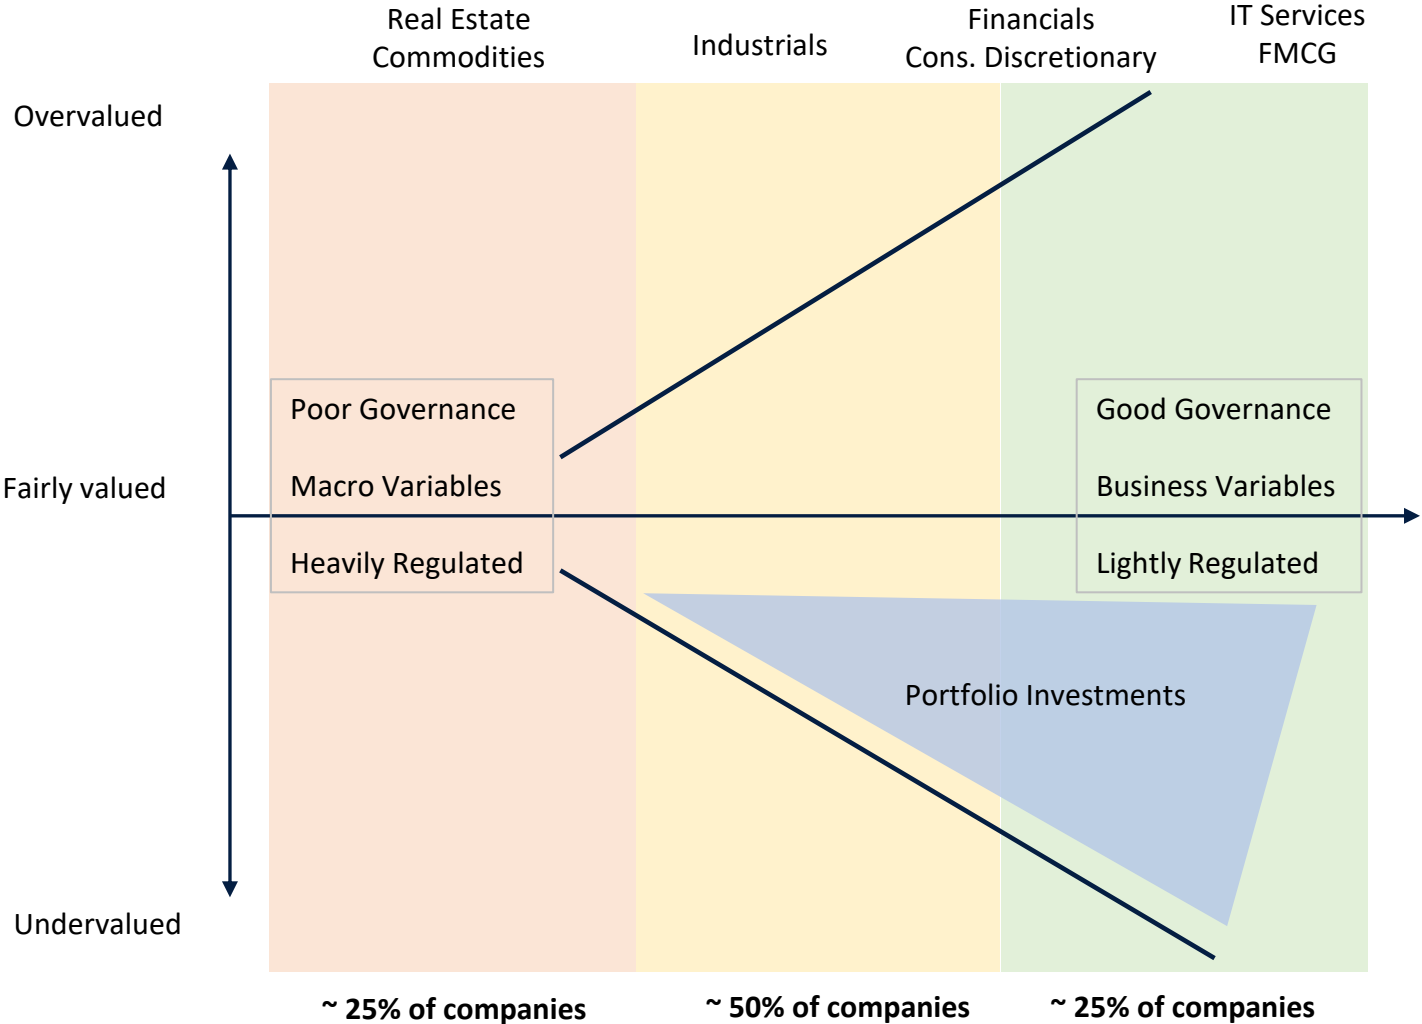 Real Estate
Commodities
Industrials
Financials
Cons. Discretionary
IT Services
FMCG
Overvalued
Poor Governance
Good Governance
Fairly valued
Macro Variables
Business Variables
Heavily Regulated
Lightly Regulated
Portfolio Investments
Undervalued
~ 25% of companies
~ 50% of companies
~ 25% of companies